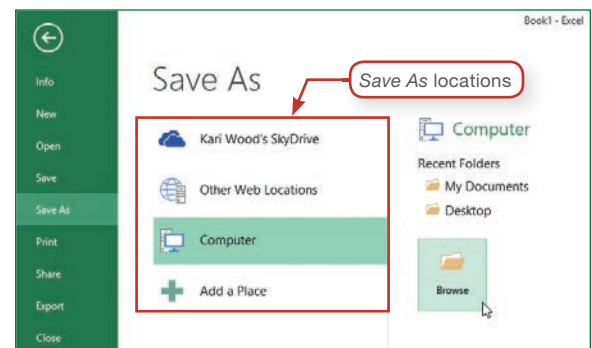 Book1 - Excel
Info
New
Open
Save
Save As
Print
Share
Export
Close
Save As
Save As locations
Kari Wood's SkyDrive
Other Web Locations
Computer
Add a Place
Computer
Recent Folders
My Documents
Desktop
Browse